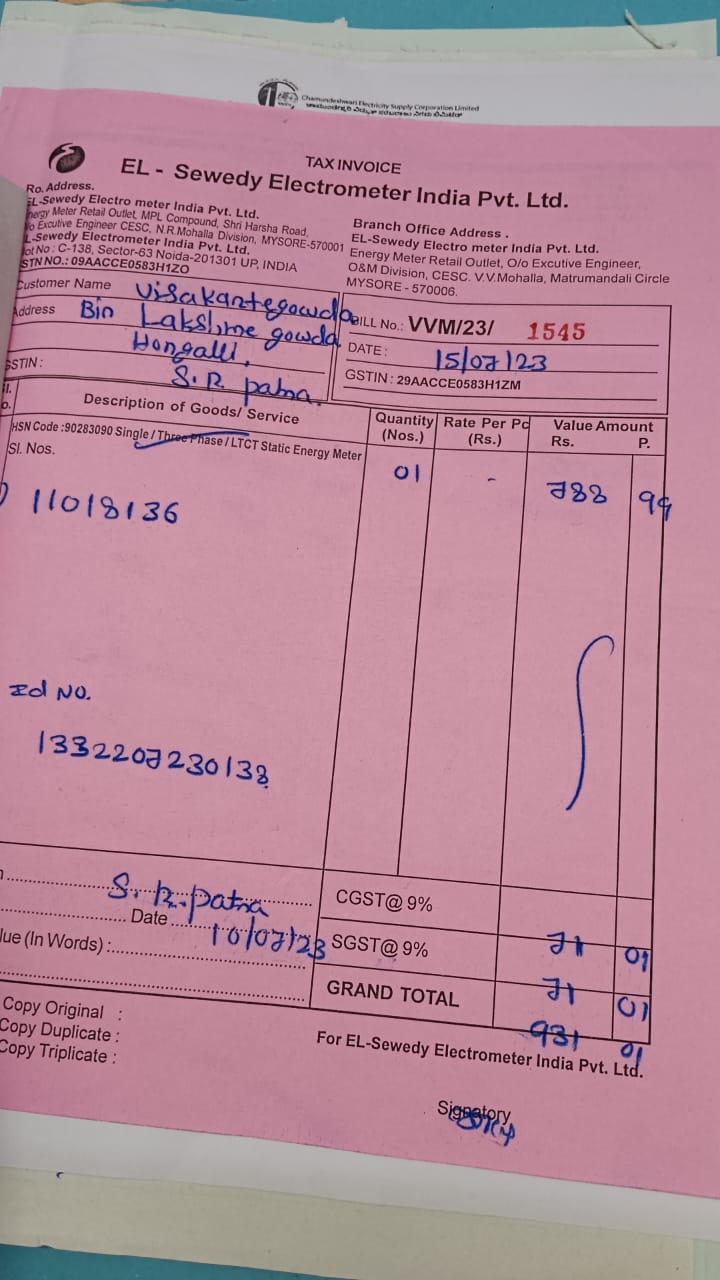 Chamundeshwari Electricity Supply Corporation Limited
TAX INVOICE
EL - Sewedy Electrometer India Pvt. Ltd.
Ro. Address.
EL-Sewedy Electro meter India Pvt. Ltd.
Energy Meter Retail Outlet, MPL Compound, Shri Harsha Road,
Excutive Engineer CESC, N.R.Mohalla Division, MYSORE-570001
L-Sewedy Electrometer India Pvt. Ltd.
No : C-138, Sector-63 Noida-201301 UP, INDIA
STN NO.: 09AACCE0583H1ZO
Branch Office Address .
EL-Sewedy Electro meter India Pvt. Ltd.
Energy Meter Retail Outlet, O/o Excutive Engineer,
O&M Division, CESC. V.V.Mohalla, Matrumandali Circle
MYSORE - 570006.
Customer Name Visakantegowda
Address Bin Lakshme gowda
Hongalli,
S.R. patna.
GSTIN :
BILL No.: VVM/23/ 1545
DATE : 15/07/23
GSTIN : 29AACCE0583H1ZM
Description of Goods/ Service
Quantity (Nos.)
Rate Per Pc (Rs.)
Value Amount
Rs. P.
HSN Code :90283090 Single / Three Phase / LTCT Static Energy Meter
Sl. Nos.
01 - 788 99
11018136
Id NO.
1332207230138
S.R.patna
Date 10/07/23
lue (In Words) :
CGST@ 9% 71 01
SGST@ 9% 71 01
GRAND TOTAL 931 01
Copy Original :
Copy Duplicate :
Copy Triplicate :
For EL-Sewedy Electrometer India Pvt. Ltd.
Signatory